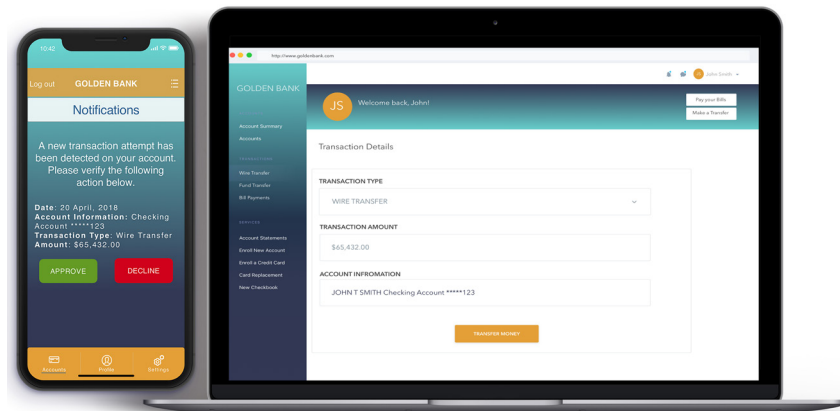 10:42
Log out GOLDEN BANK
Notifications
A new transaction attempt has
been detected on your account.
Please verify the following
action below.
Date: 20 April, 2018
Account Information: Checking
Account *****123
Transaction Type: Wire Transfer
Amount: $65,432.00
APPROVE DECLINE
Accounts Profile Settings
http://www.goldenbank.com
GOLDEN BANK
Account Summary
Accounts
TRANSACTIONS
Wire Transfer
Fund Transfer
Bill Payments
SERVICES
Account Statements
Enroll New Account
Enroll a Credit Card
Card Replacement
New Checkbook
John Smith
JS Welcome back, John!
Pay your Bills
Make a Transfer
Transaction Details
TRANSACTION TYPE
WIRE TRANSFER
TRANSACTION AMOUNT
$65,432.00
ACCOUNT INFROMATION
JOHN T SMITH Checking Account *****123
TRANSFER MONEY